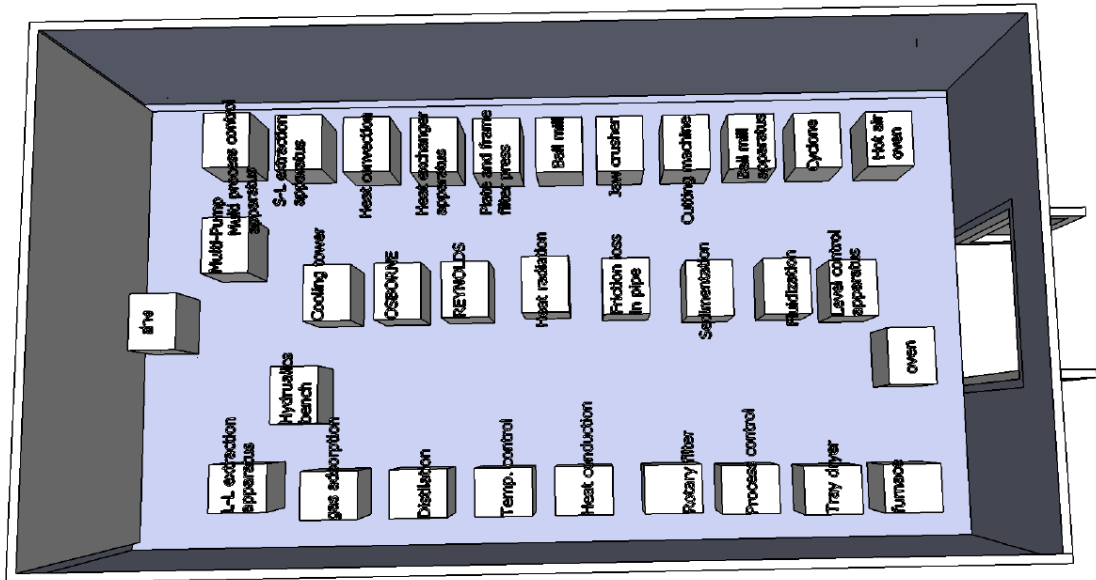 Multi process control
apparatus
S-L extraction
apparatus
Heat convection
Heat exchanger
apparatus
Plate and frame
filter press
Ball mill
Jaw crusher
Cutting machine
Ball mill
apparatus
Cyclone
Hot air
oven
Multi-Pump
Cooling tower
OSBORNE
REYNOLDS
Heat radiation
Friction loss
in pipe
Sedimentation
Fluidization
Level control
apparatus
oven
Hydrualics
bench
L-L extraction
apparatus
gas adsorption
Distilation
Temp. control
Heat conduction
Rotary filter
Process control
Tray dryer
furnace